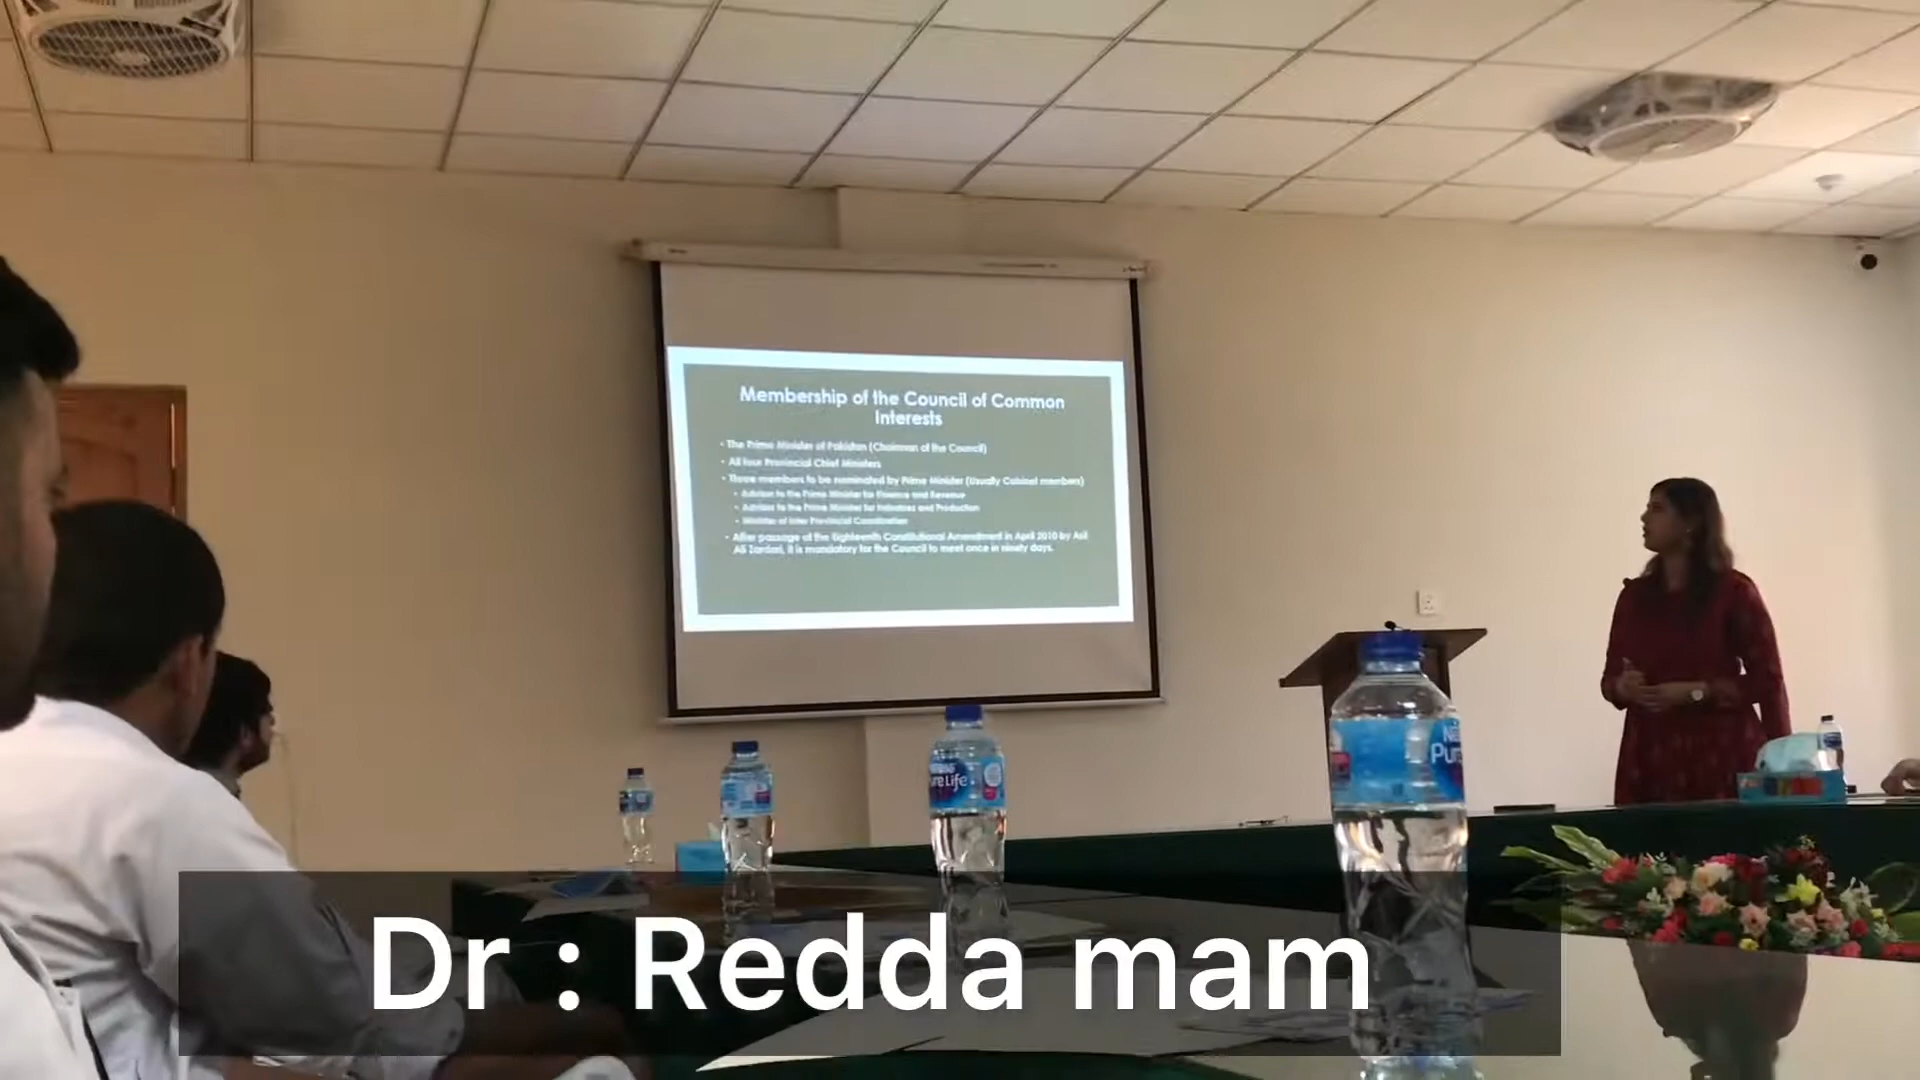 Membership of the Council of Common
Interests
• The Prime Minister of Pakistan (Chairman of the Council)
• All four Provincial Chief Ministers
• Three members to be nominated by Prime Minister (Usually Cabinet members)
• Advisor to the Prime Minister for Finance and Revenue
• Advisor to the Prime Minister for Industries and Production
• Minister of Inter Provincial Coordination
• After passage of the Eighteenth Constitutional Amendment in April 2010 by Asif
Ali Zardari, it is mandatory for the Council to meet once in ninety days.
PureLife
Pur
Dr : Redda mam